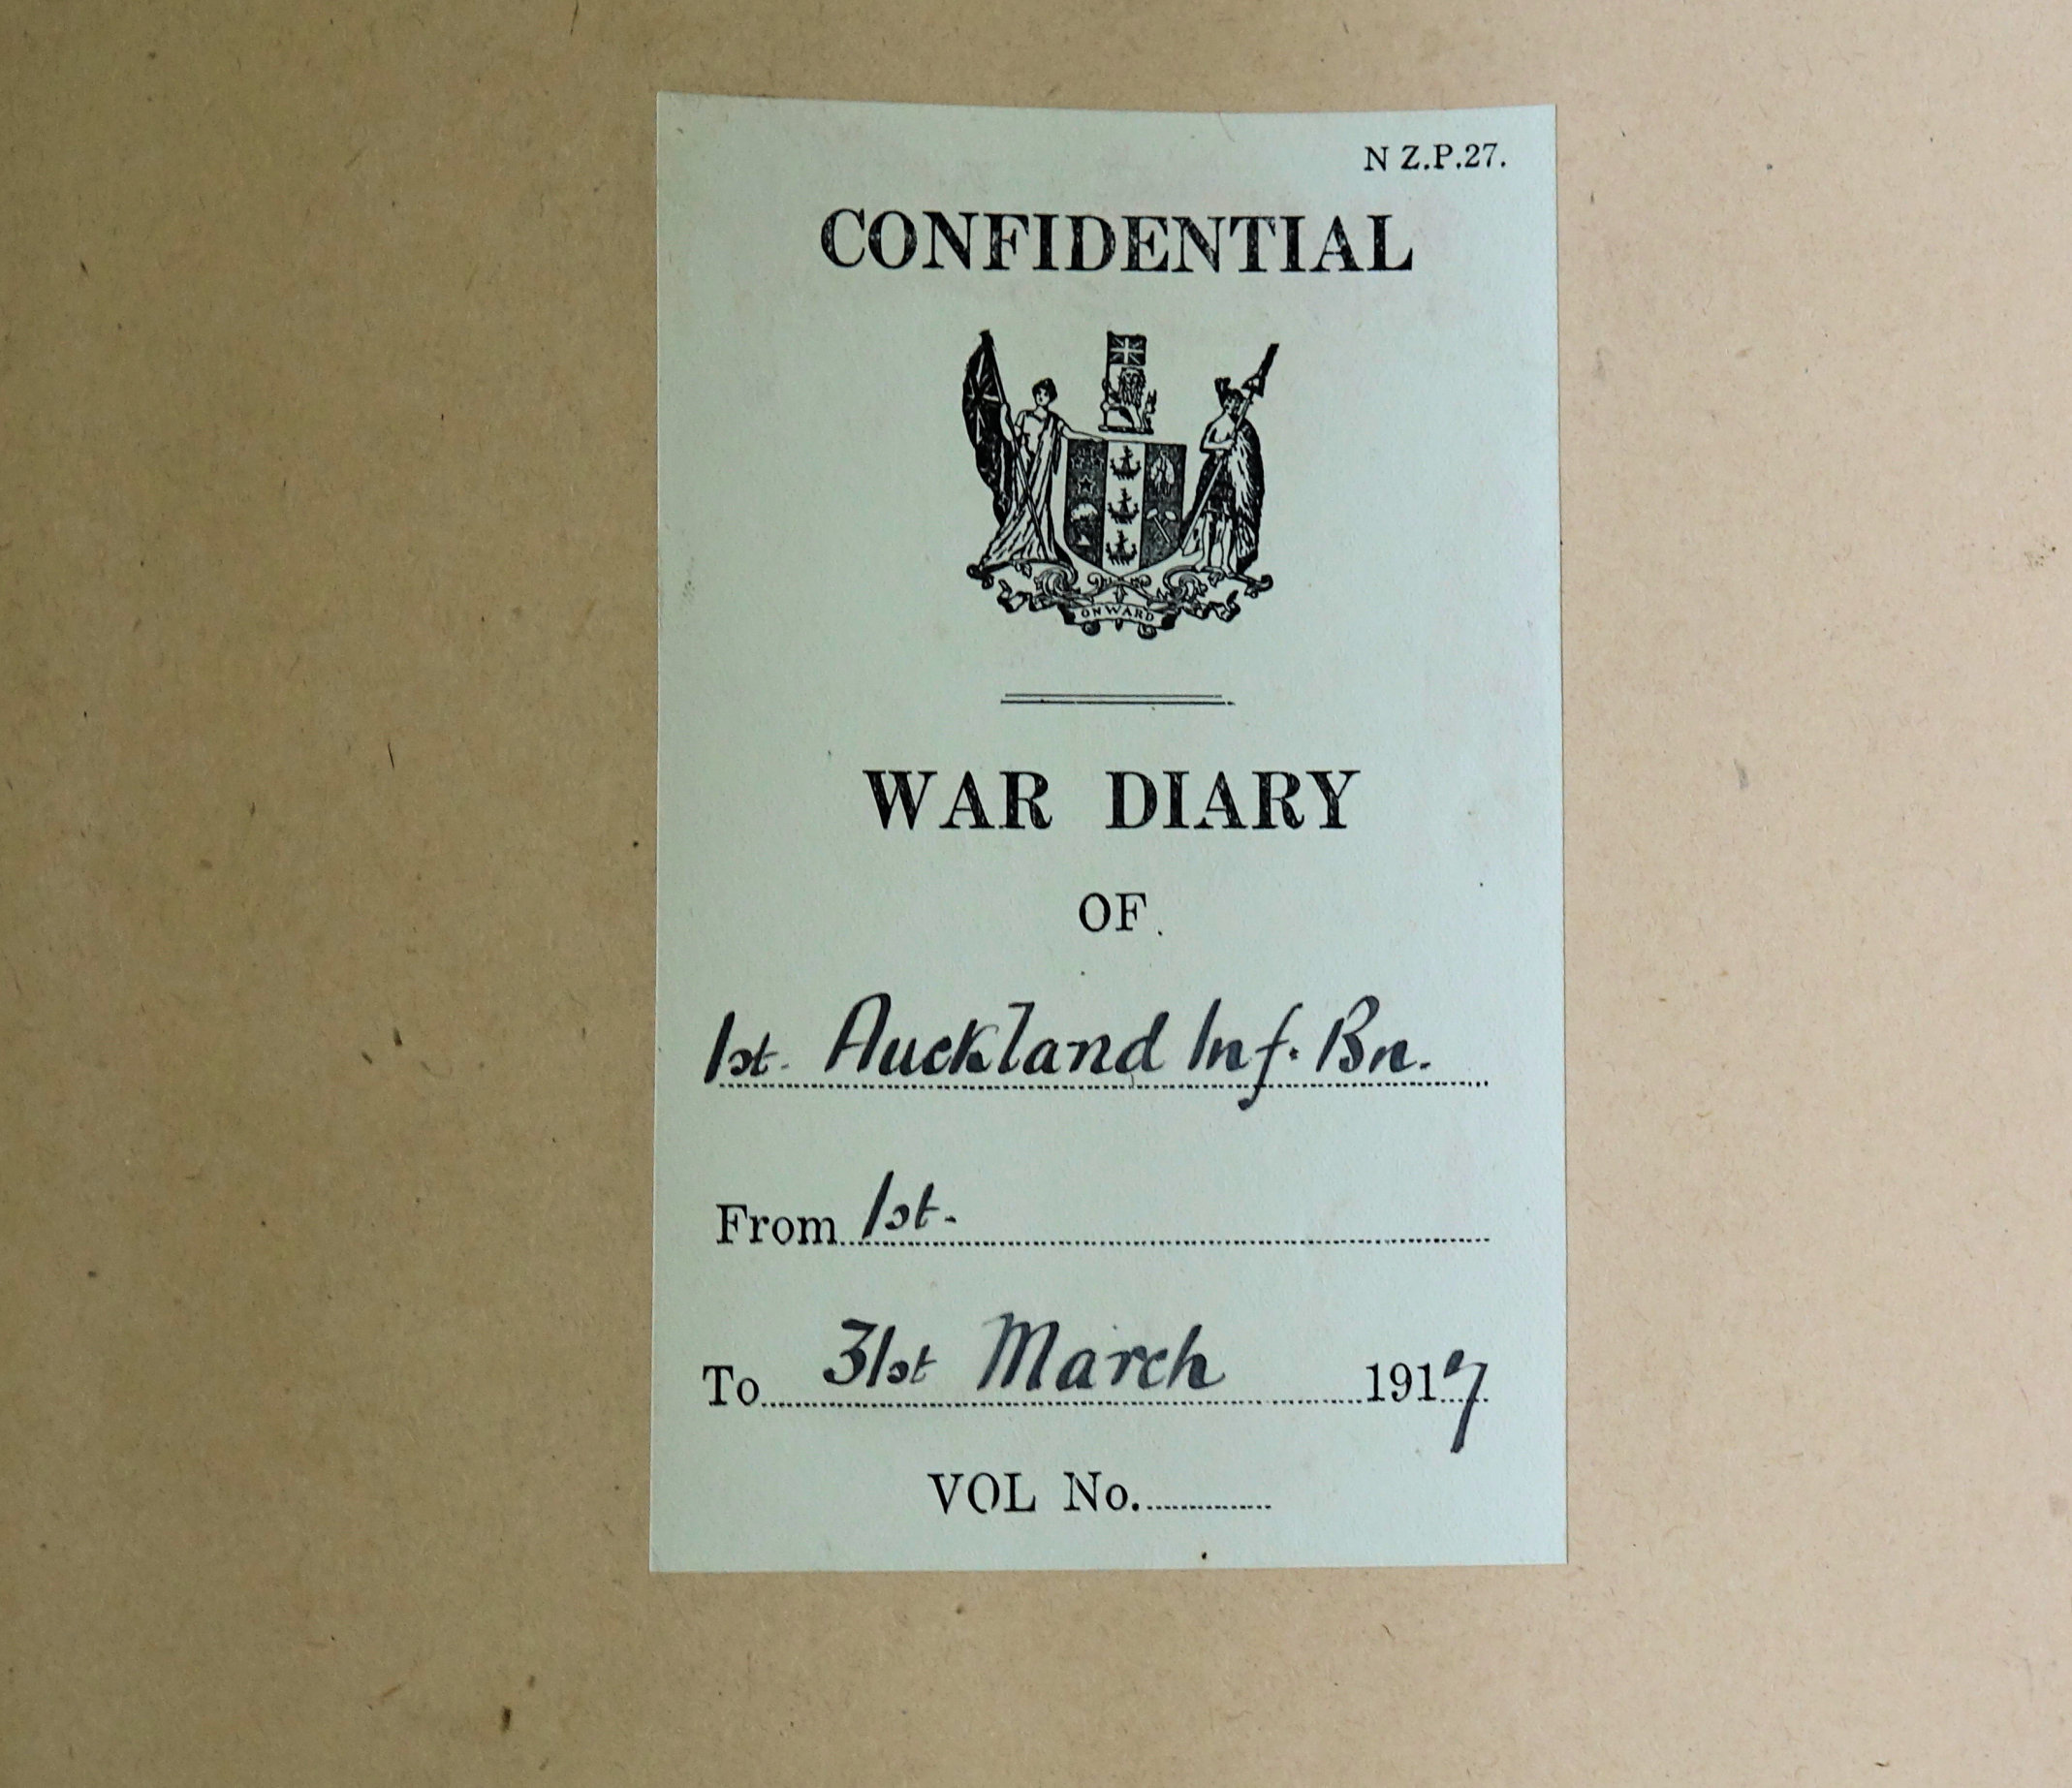 N Z.P.27.
CONFIDENTIAL
ONWARD
WAR DIARY
OF
1st. Auckland Inf. Bn.
From 1st.
To 31st March 1917
VOL No.